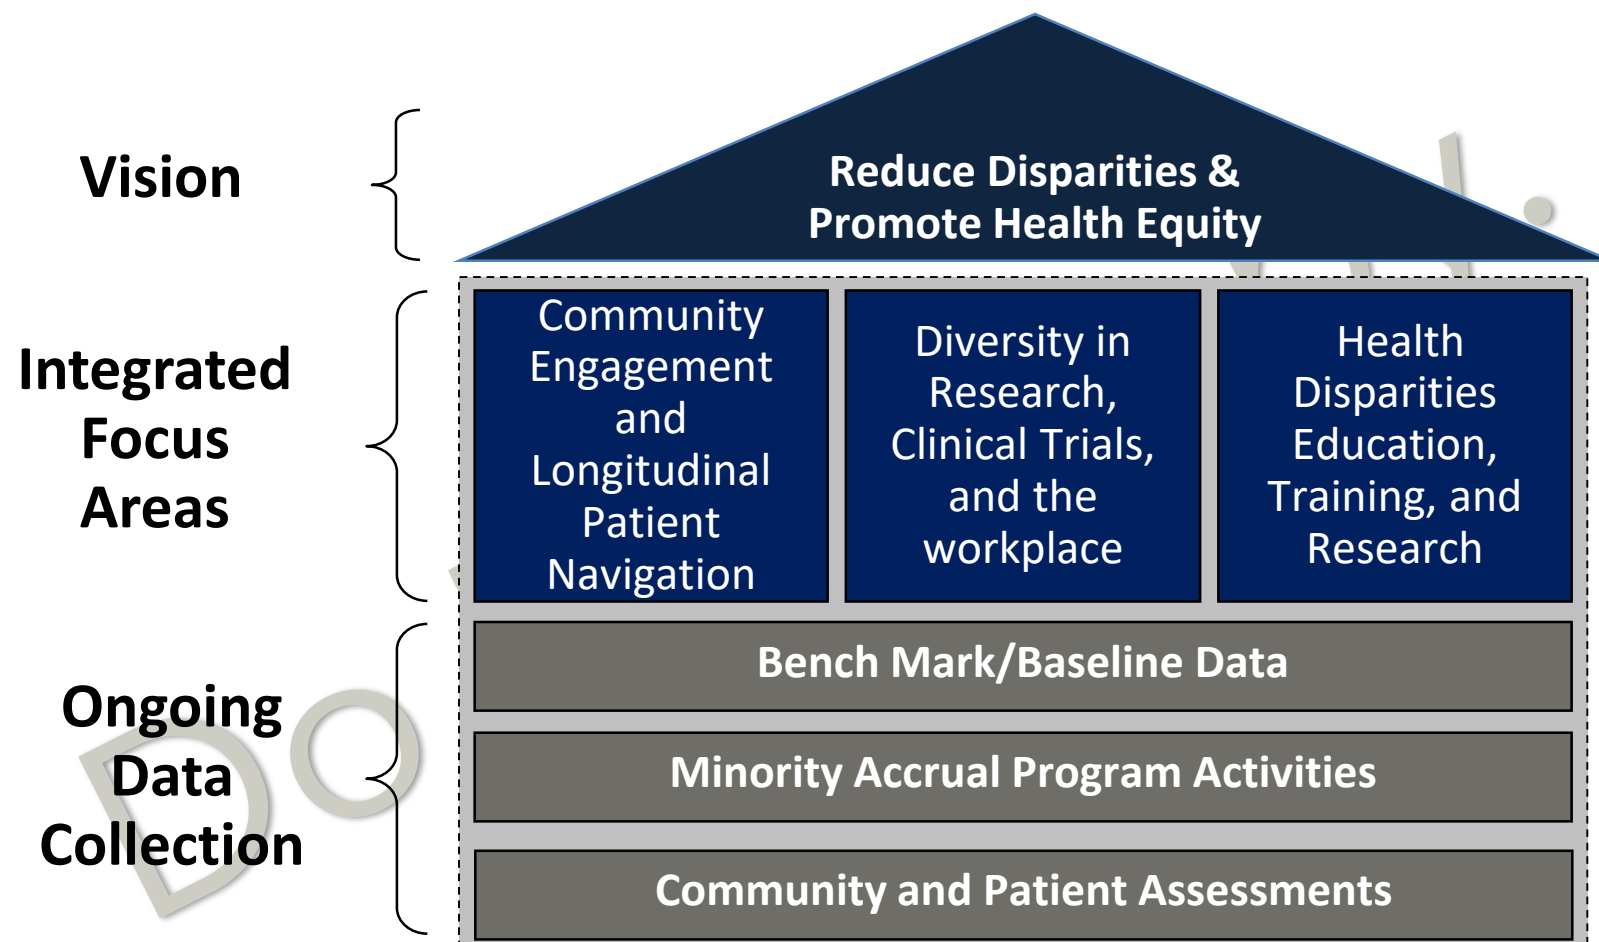 Vision
Reduce Disparities &
Promote Health Equity
Integrated
Focus
Areas
Community
Engagement
and
Longitudinal
Patient
Navigation
Diversity in
Research,
Clinical Trials,
and the
workplace
Health
Disparities
Education,
Training, and
Research
Ongoing
Data
Collection
Bench Mark/Baseline Data
Minority Accrual Program Activities
Community and Patient Assessments
Do